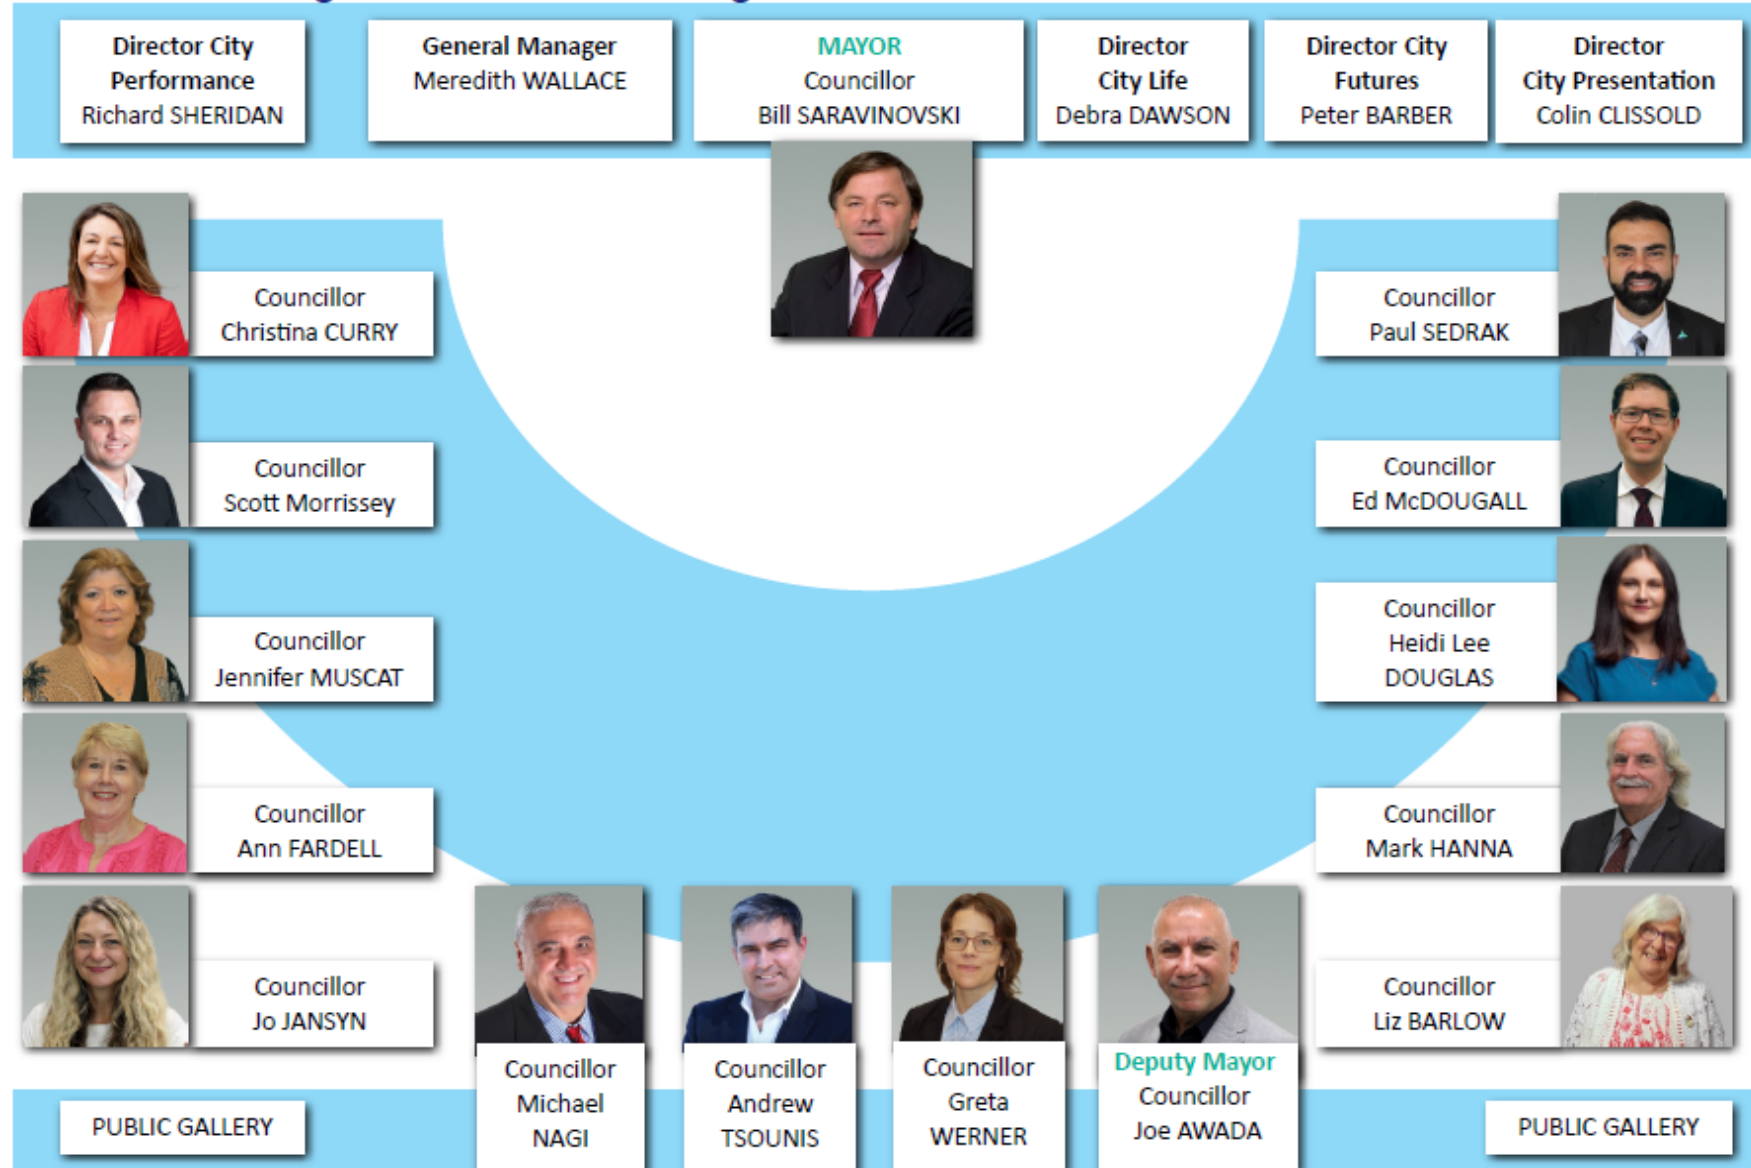 Director City
Performance
Richard SHERIDAN
General Manager
Meredith WALLACE
MAYOR
Councillor
Bill SARAVINOVSKI
Director
City Life
Debra DAWSON
Director City
Futures
Peter BARBER
Director
City Presentation
Colin CLISSOLD
Councillor
Christina CURRY
Councillor
Paul SEDRAK
Councillor
Scott Morrissey
Councillor
Ed McDOUGALL
Councillor
Jennifer MUSCAT
Councillor
Heidi Lee
DOUGLAS
Councillor
Ann FARDELL
Councillor
Mark HANNA
Councillor
Jo JANSYN
Councillor
Liz BARLOW
Councillor
Michael
NAGI
Councillor
Andrew
TSOUNIS
Councillor
Greta
WERNER
Deputy Mayor
Councillor
Joe AWADA
PUBLIC GALLERY
PUBLIC GALLERY